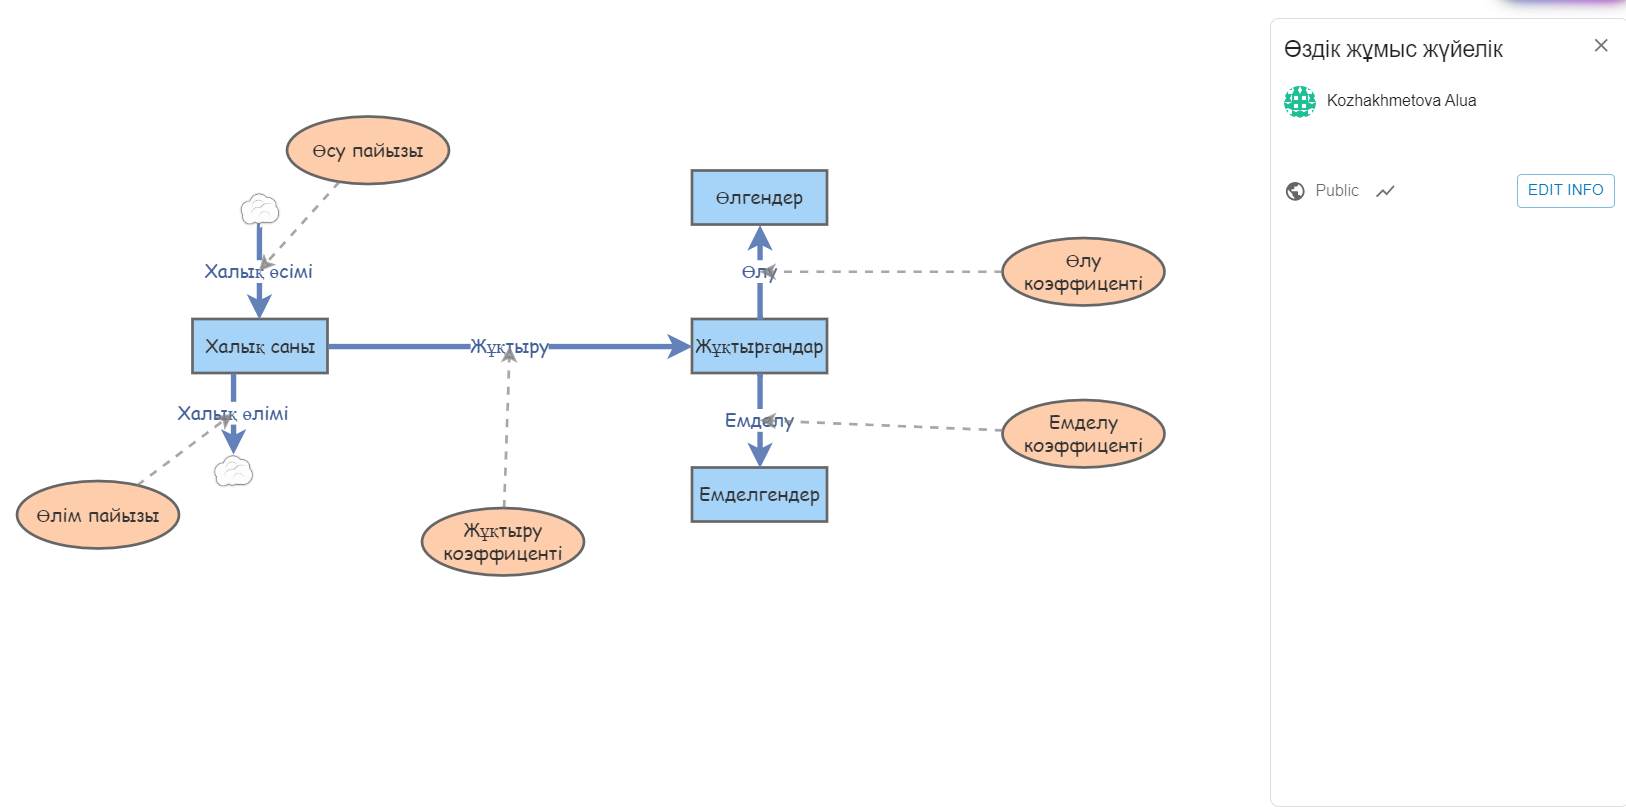 Өздік жұмыс жүйелік
Kozhakhmetova Alua
Public
EDIT INFO
Өсу пайызы
Халық өсімі
Халық саны
Халық өлімі
Өлім пайызы
Жұқтыру
Жұқтыру
коэффиценті
Өлгендер
Өлу
Жұқтырғандар
Емделу
Емделгендер
Өлу
коэффиценті
Емделу
коэффиценті